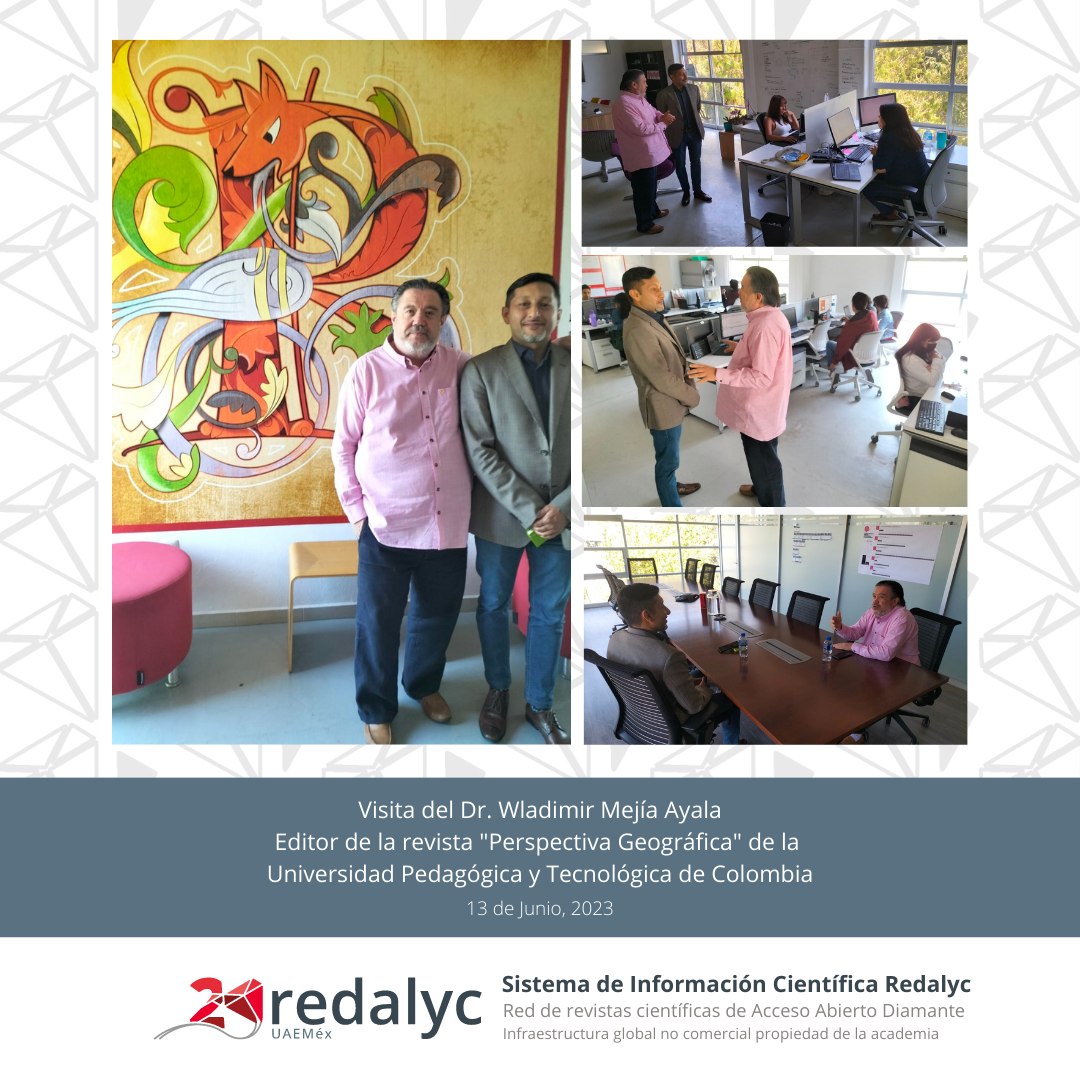 Visita del Dr. Wladimir Mejía Ayala
Editor de la revista "Perspectiva Geográfica" de la
Universidad Pedagógica y Tecnológica de Colombia
13 de Junio, 2023
20 redalyc
UAEMéx
Sistema de Información Científica Redalyc
Red de revistas científicas de Acceso Abierto Diamante
Infraestructura global no comercial propiedad de la academia